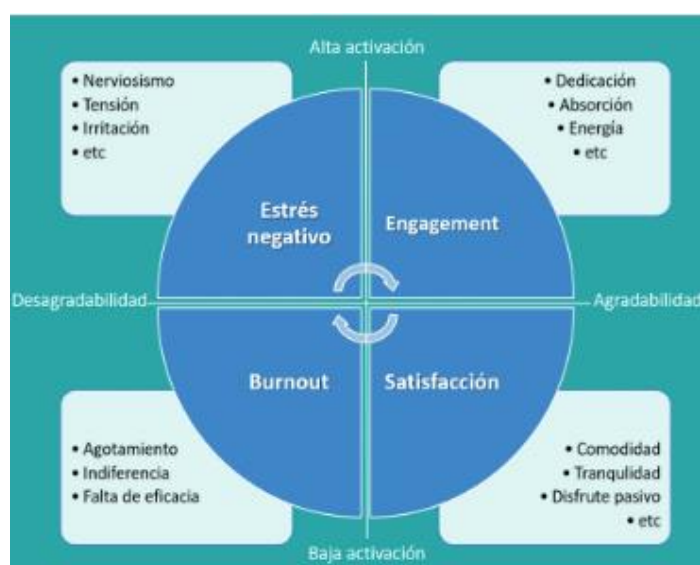 Alta activación
• Nerviosismo
• Tensión
• Irritación
• etc
• Dedicación
• Absorción
• Energía
• etc
Estrés
negativo
Engagement
Desagradabilidad
Agradabilidad
Burnout
Satisfacción
• Agotamiento
• Indiferencia
• Falta de eficacia
• Comodidad
• Tranqulidad
• Disfrute pasivo
• etc
Baja activación